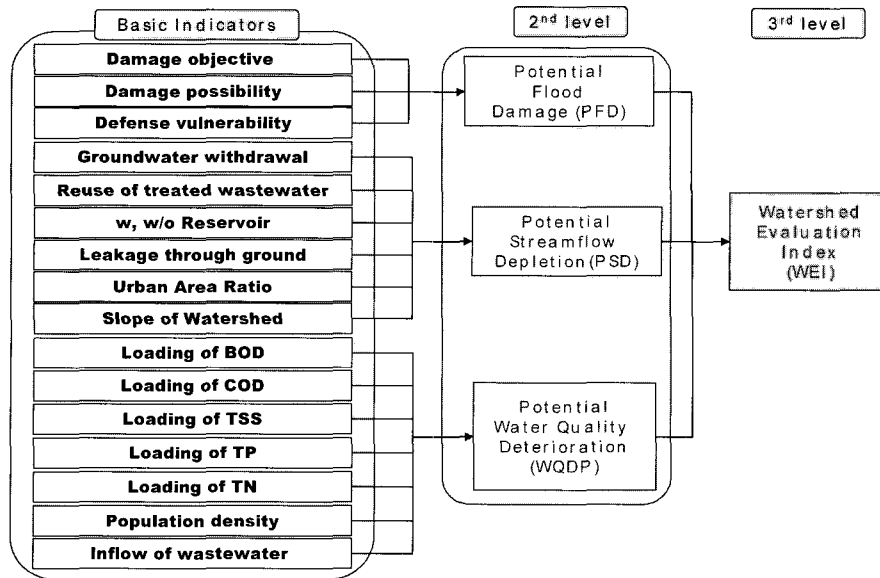 Basic Indicators
Damage objective
Damage possibility
Defense vulnerability
Groundwater withdrawal
Reuse of treated wastewater
w, w/o Reservoir
Leakage through ground
Urban Area Ratio
Slope of Watershed
Loading of BOD
Loading of COD
Loading of TSS
Loading of TP
Loading of TN
Population density
Inflow of wastewater
2nd level
Potential
Flood
Damage (PFD)
Potential
Streamflow
Depletion (PSD)
Potential
Water Quality
Deterioration
(WQDP)
3rd level
Watershed
Evaluation
Index
(WEI)